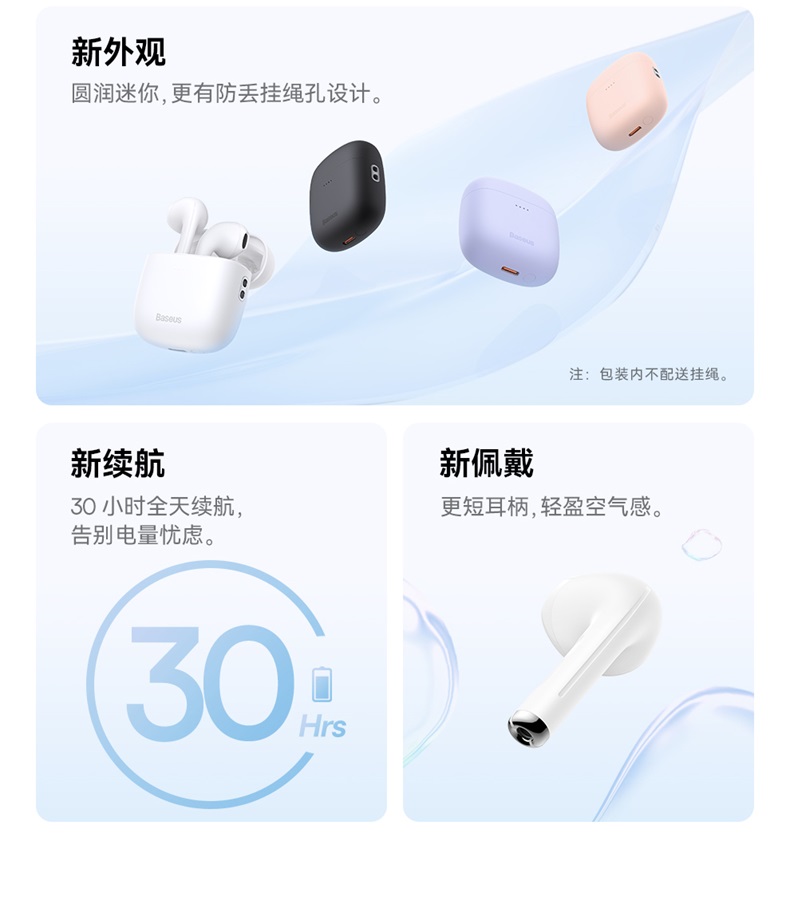 新外观
圆润迷你,更有防丢挂绳孔设计。
Baseus
Baseus
Baseus
注：包装内不配送挂绳。
新续航
30 小时全天续航,
告别电量忧虑。
30
Hrs
新佩戴
更短耳柄,轻盈空气感。